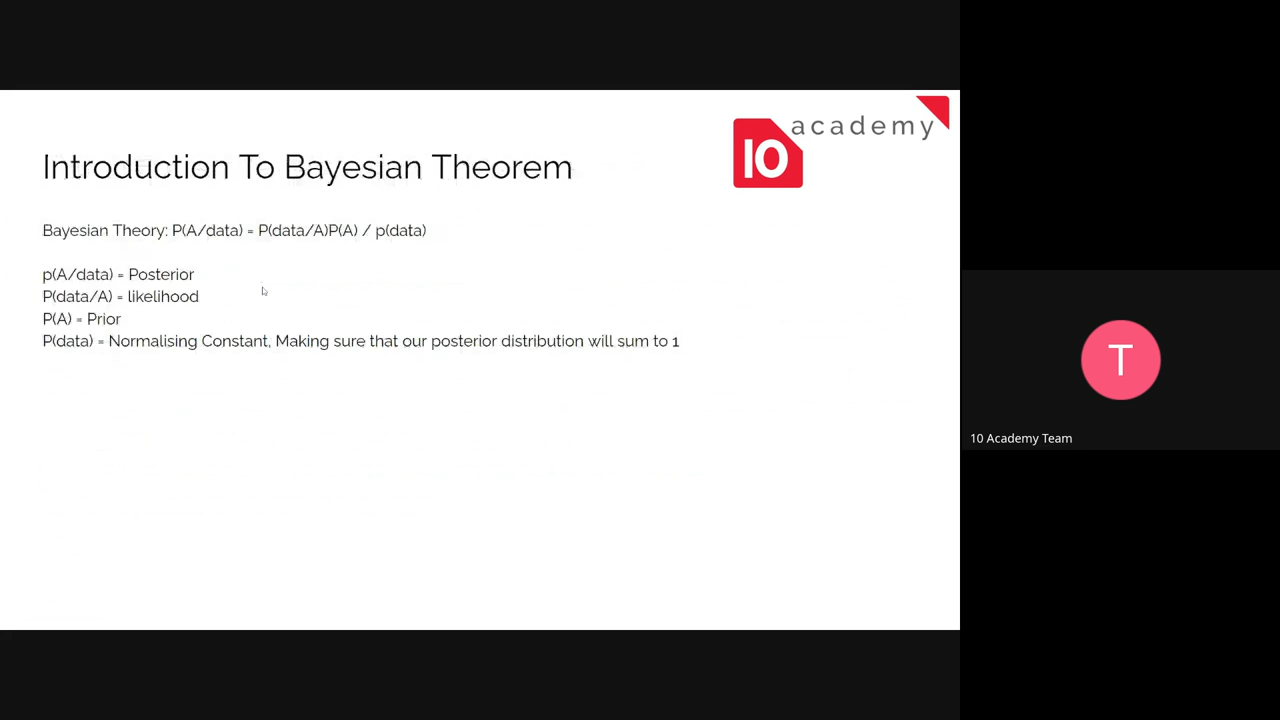 academy
10
Introduction To Bayesian Theorem
Bayesian Theory: P(A/data) = P(data/A)P(A) / p(data)
p(A/data) = Posterior
P(data/A) = likelihood
P(A) = Prior
P(data) = Normalising Constant, Making sure that our posterior distribution will sum to 1
T
10 Academy Team